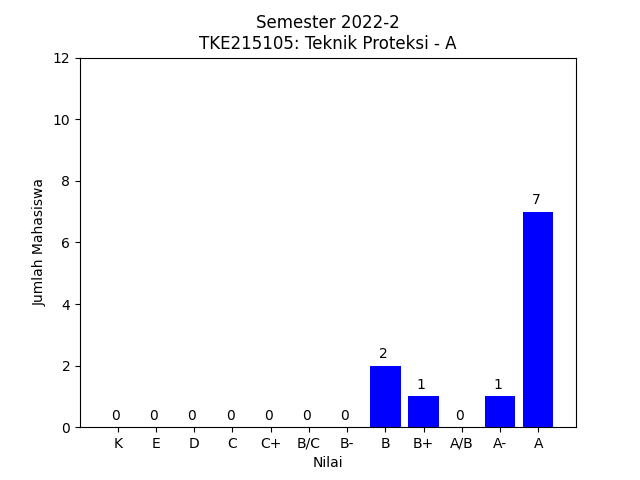 Semester 2022-2
TKE215105: Teknik Proteksi - A
12
10
8
6
4
2
0
Jumlah Mahasiswa
0 0 0 0 0 0 0 2 1 0 1 7
K E D C C+ B/C B- B B+ A/B A- A
Nilai